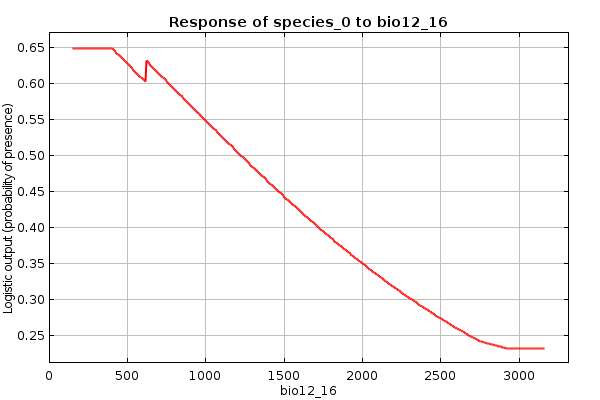 Response of species_0 to bio12_16
Logistic output (probability of presence)
0.65
0.60
0.55
0.50
0.45
0.40
0.35
0.30
0.25
0 500 1000 1500 2000 2500 3000
bio12_16